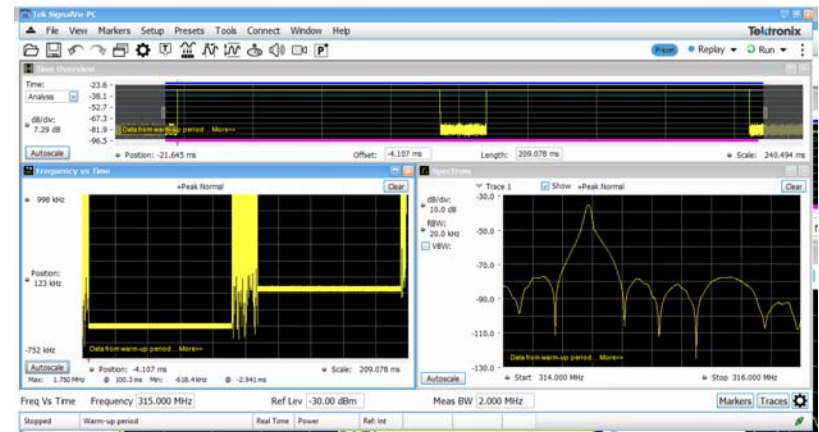 Tek SignalVu-PC
File View Markers Setup Presets Tools Connect Window Help
Tektronix
Preset Replay Run
Time Overview
Time:
Analysis
dB/div:
7.29 dB
Autoscale
-23.6
-38.1
-52.7
-67.3
-81.9
-96.5
Data from warm-up period .. More»»
Position: -21.645 ms
Offset: -4.107 ms
Length: 209.078 ms
Scale: 240.494 ms
Frequency vs Time
+Peak Normal
Clear
998 kHz
Position:
123 kHz
-752 kHz
Data from warm-up period .. More»»
Autoscale
Position: -4.107 ms
Scale: 209.078 ms
Max: 1.750 MHz @ 100.3 ms Min: -618.4 kHz @ -2.941 ms
Spectrum
Trace 1 Show +Peak Normal
Clear
dB/div:
10.0 dB
RBW:
20.0 kHz
VBW:
-30.0
-50.0
-70.0
-90.0
-110.0
-130.0
Data from warm-up period .. More»»
Autoscale
Start 314.000 MHz
Stop 316.000 MHz
Freq Vs Time Frequency 315.000 MHz Ref Lev -30.00 dBm Meas BW 2.000 MHz Markers Traces
Stopped Warm-up period Real Time Power Ref: Int